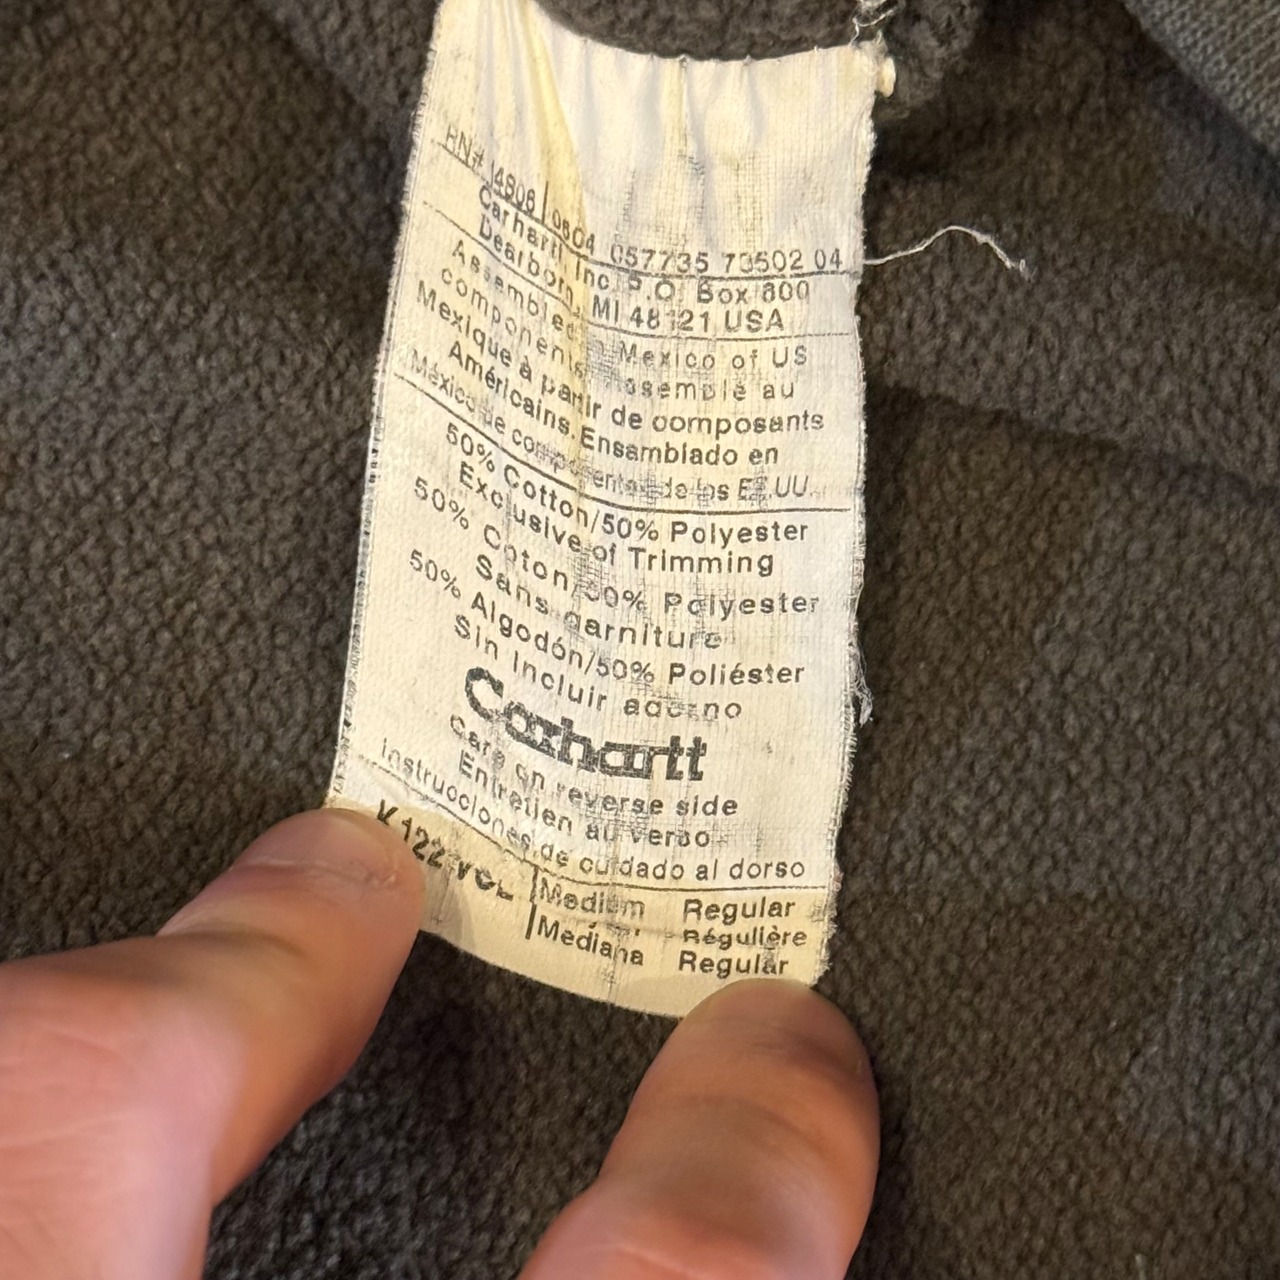 RN# 14806 0604 057735 73502 04
Carhartt, Inc. P.O. Box 600
Dearborn, MI 48121 USA
Assembled in Mexico of US
components. Assemblé au
Mexique à partir de composants
Américains. Ensamblado en
México de componentes de los EE.UU.
50% Cotton/50% Polyester
Exclusive of Trimming
50% Coton/50% Polyester
Sans garniture
50% Algodón/50% Poliéster
Sin incluir adorno
Carhartt
Care on reverse side
Entretien au verso
Instrucciones de cuidado al dorso
K122 Medium Regular
Régulière
Mediana Regular